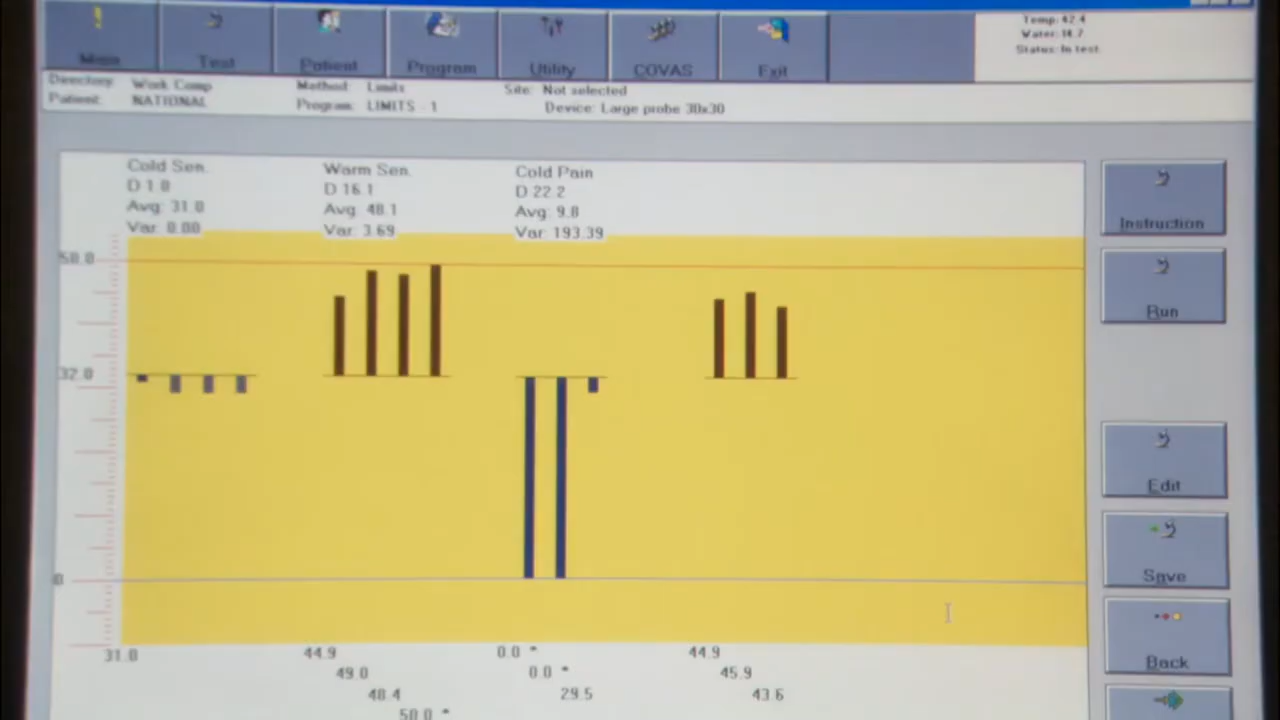 Temp: 42.4
Water: 14.7
Status: In test
Main Test Patient Program Utility COVAS Exit
Directory: Work Comp Method: Limits Site: Not selected
Patient: NATIONAL Program: LIMITS - 1 Device: Large probe 30x30
Cold Sen. Warm Sen. Cold Pain
D 1.0 D 16.1 D 22.2
Avg: 31.0 Avg: 48.1 Avg: 9.8
Var: 0.00 Var: 3.69 Var: 193.39
Instruction
50.0
Run
32.0
Edit
Save
0
31.0 44.9 0.0 * 44.9
Back
49.0 0.0 * 45.9
48.4 29.5 43.6
50.0 *